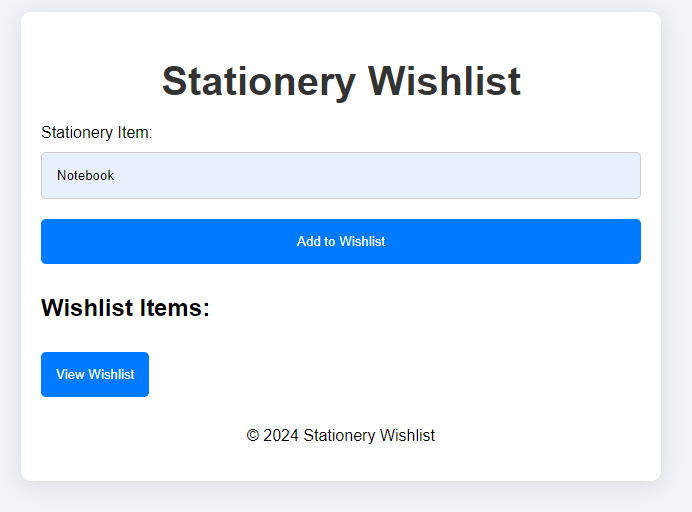 Stationery Wishlist
Stationery Item:
Notebook
Add to Wishlist
Wishlist Items:
View Wishlist
© 2024 Stationery Wishlist